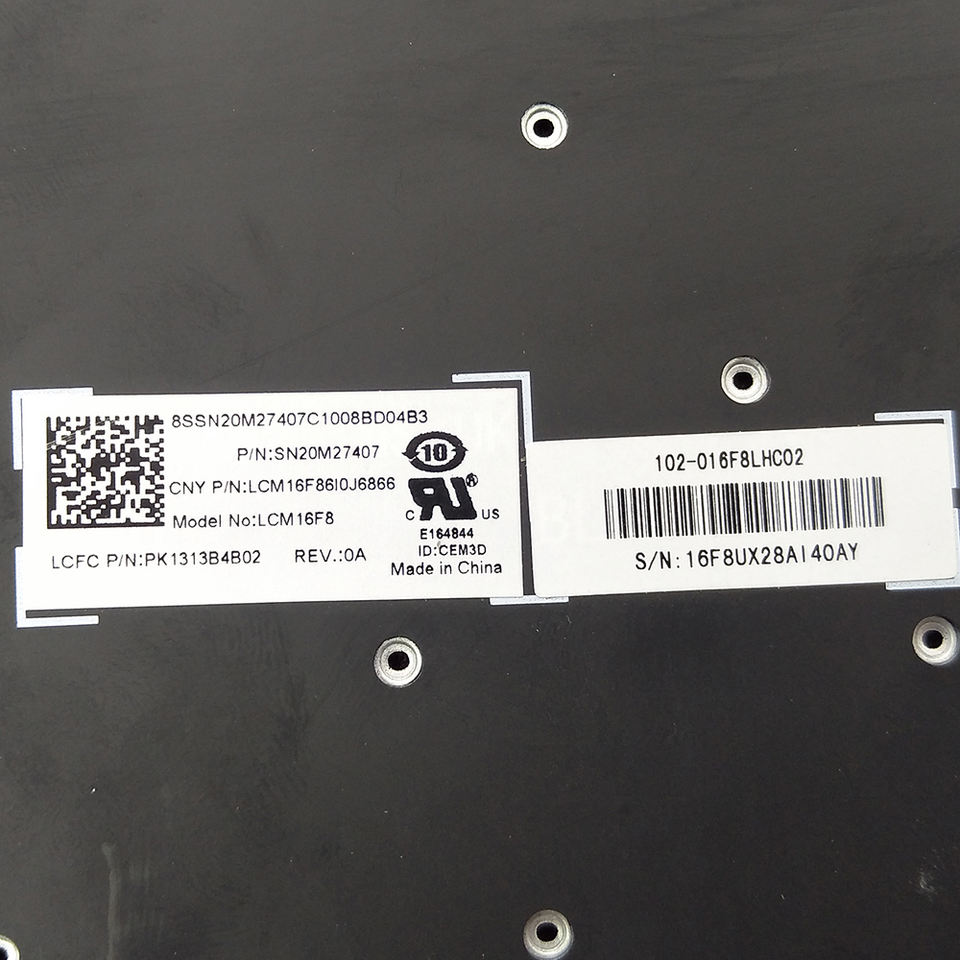 8SSN20M27407C1008BD04B3
P/N:SN20M27407
10
CNY P/N:LCM16F86I0J6866
Model No:LCM16F8
C US
E164844
ID:CEM3D
LCFC P/N:PK1313B4B02 REV.:0A
Made in China
102-016F8LHC02
S/N:16F8UX28AI40AY